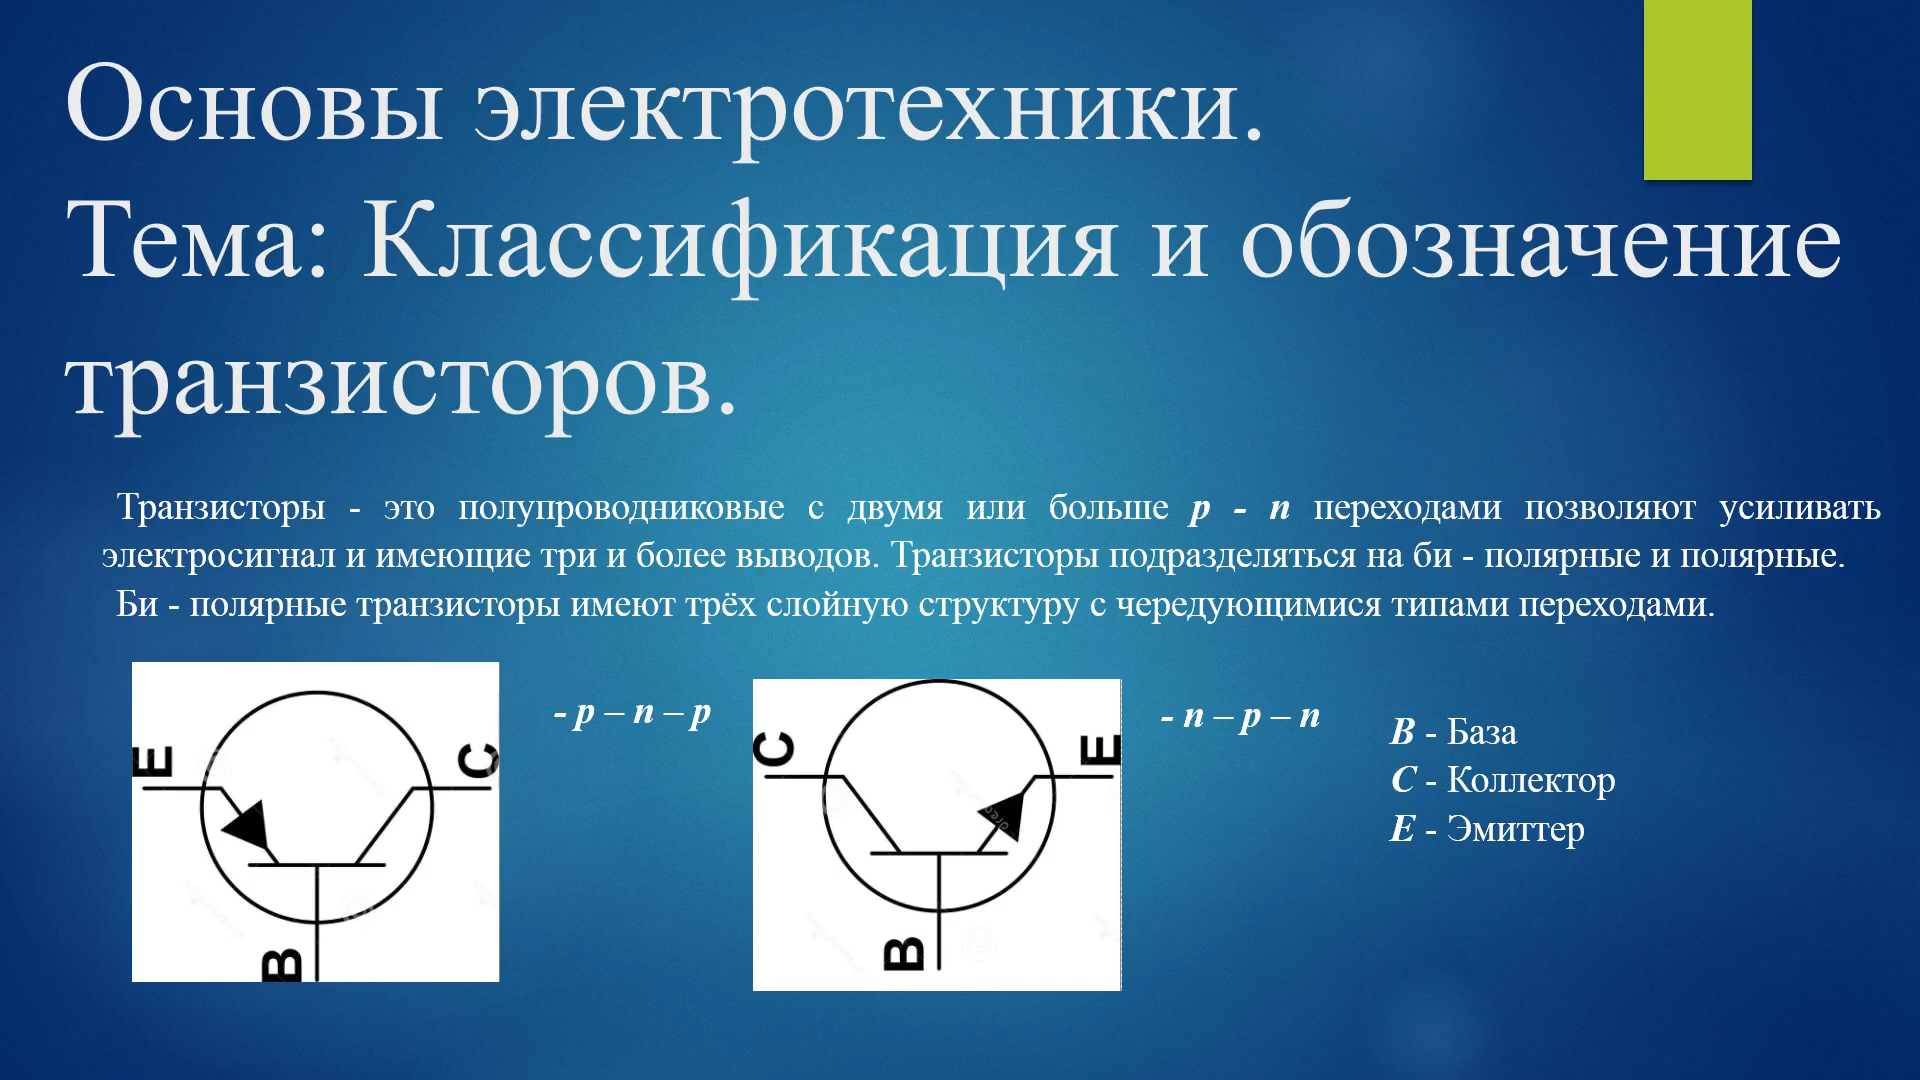 Основы электротехники.
Тема: Классификация и обозначение
транзисторов.
Транзисторы - это полупроводниковые с двумя или больше p - n переходами позволяют усиливать
электросигнал и имеющие три и более выводов. Транзисторы подразделяться на би - полярные и полярные.
Би - полярные транзисторы имеют трёх слойную структуру с чередующимися типами переходами.
E
C
B
- p – n – p
C
E
B
- n – p – n
B - База
C - Коллектор
E - Эмиттер